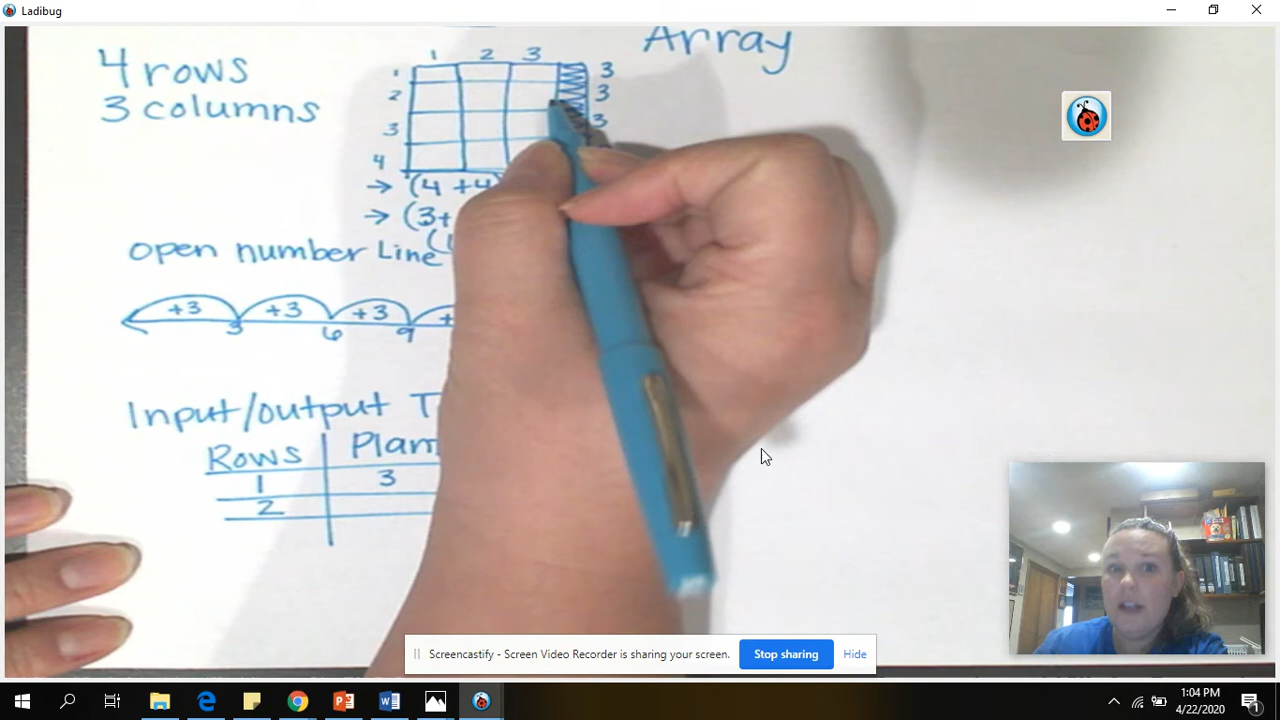 Ladibug
Array
4 rows
3 columns
1 2 3
1
2
3
4
3
3
3
→ (4 +4)
→ (3+
(1
open number Line
+3 +3 +3 +
3 6 9
Input/output T
Rows Plan
1 3
2
Screencastify - Screen Video Recorder is sharing your screen. Stop sharing Hide
1:04 PM
4/22/2020